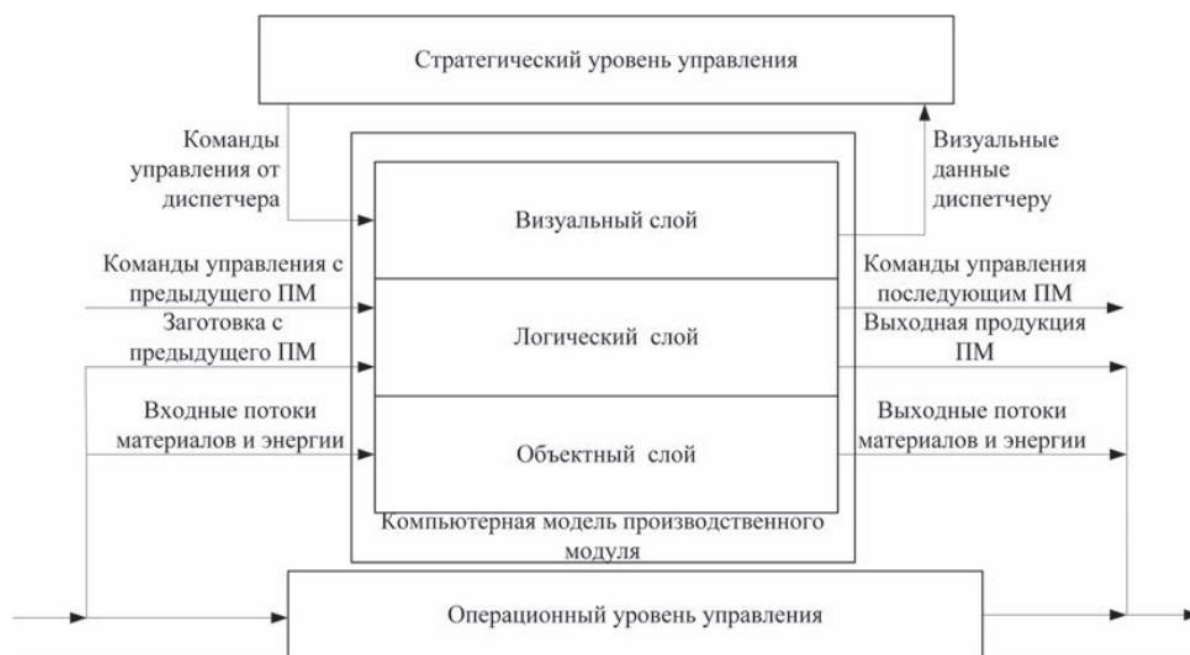 Стратегический уровень управления
Команды
управления от
диспетчера
Визуальные
данные
диспетчеру
Визуальный слой
Команды управления с
предыдущего ПМ
Команды управления
последующим ПМ
Заготовка с
предыдущего ПМ
Логический слой
Выходная продукция
ПМ
Входные потоки
материалов и энергии
Объектный слой
Выходные потоки
материалов и энергии
Компьютерная модель производственного
модуля
Операционный уровень управления